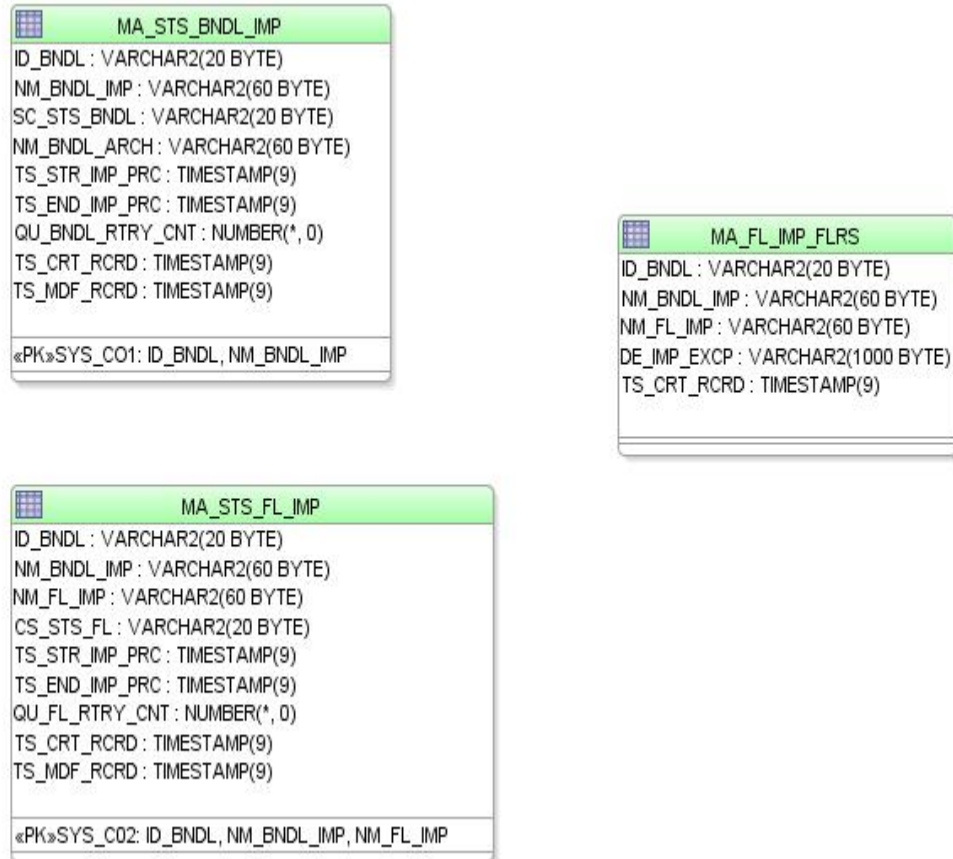 MA_STS_BNDL_IMP
ID_BNDL : VARCHAR2(20 BYTE)
NM_BNDL_IMP : VARCHAR2(60 BYTE)
SC_STS_BNDL : VARCHAR2(20 BYTE)
NM_BNDL_ARCH : VARCHAR2(60 BYTE)
TS_STR_IMP_PRC : TIMESTAMP(9)
TS_END_IMP_PRC : TIMESTAMP(9)
QU_BNDL_RTRY_CNT : NUMBER(*, 0)
TS_CRT_RCRD : TIMESTAMP(9)
TS_MDF_RCRD : TIMESTAMP(9)
«PK»SYS_CO1: ID_BNDL, NM_BNDL_IMP
MA_FL_IMP_FLRS
ID_BNDL : VARCHAR2(20 BYTE)
NM_BNDL_IMP : VARCHAR2(60 BYTE)
NM_FL_IMP : VARCHAR2(60 BYTE)
DE_IMP_EXCP : VARCHAR2(1000 BYTE)
TS_CRT_RCRD : TIMESTAMP(9)
MA_STS_FL_IMP
ID_BNDL : VARCHAR2(20 BYTE)
NM_BNDL_IMP : VARCHAR2(60 BYTE)
NM_FL_IMP : VARCHAR2(60 BYTE)
CS_STS_FL : VARCHAR2(20 BYTE)
TS_STR_IMP_PRC : TIMESTAMP(9)
TS_END_IMP_PRC : TIMESTAMP(9)
QU_FL_RTRY_CNT : NUMBER(*, 0)
TS_CRT_RCRD : TIMESTAMP(9)
TS_MDF_RCRD : TIMESTAMP(9)
«PK»SYS_C02: ID_BNDL, NM_BNDL_IMP, NM_FL_IMP